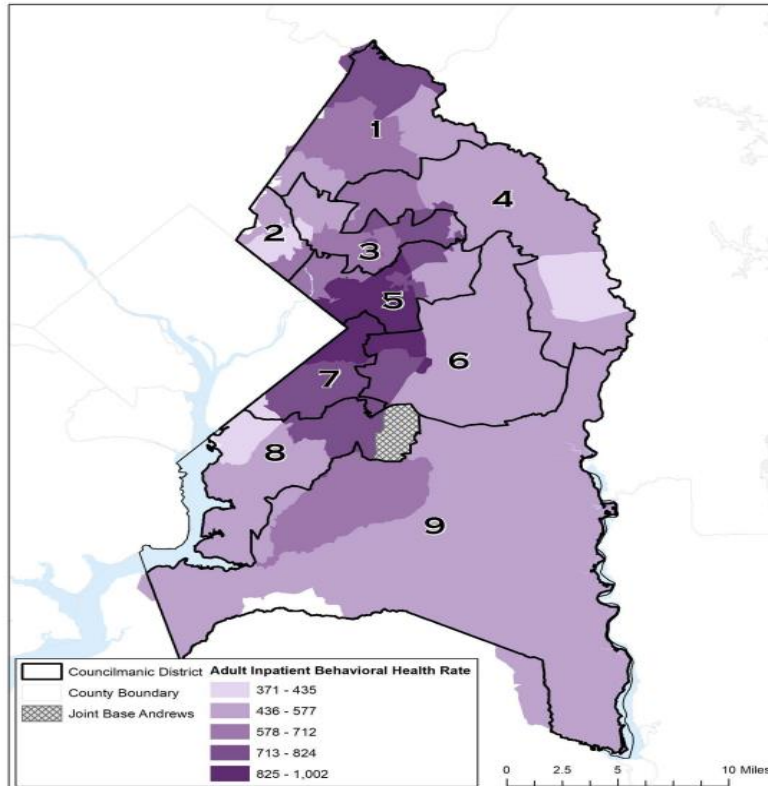 1
4
2
3
5
6
7
8
9
Councilmanic District
County Boundary
Joint Base Andrews
Adult Inpatient Behavioral Health Rate
371 - 435
436 - 577
578 - 712
713 - 824
825 - 1,002
0 2.5 5 10 Miles